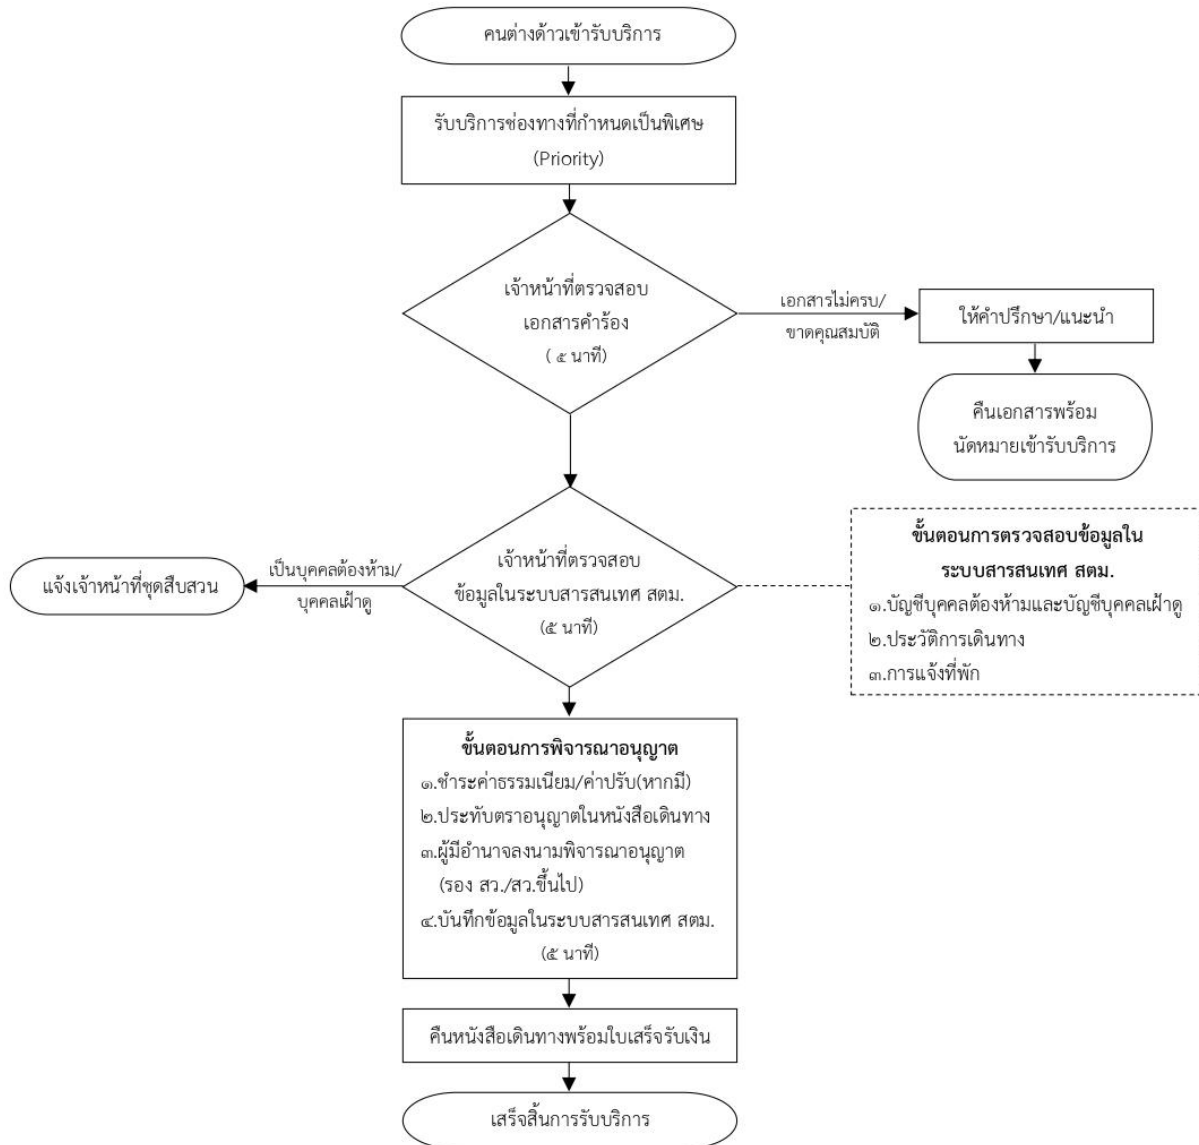 คนต่างด้าวเข้ารับบริการ
รับบริการช่องทางที่กำหนดเป็นพิเศษ
(Priority)
เจ้าหน้าที่ตรวจสอบ
เอกสารคำร้อง
( ๕ นาที)
เอกสารไม่ครบ/
ขาดคุณสมบัติ
ให้คำปรึกษา/แนะนำ
คืนเอกสารพร้อม
นัดหมายเข้ารับบริการ
เจ้าหน้าที่ตรวจสอบ
ข้อมูลในระบบสารสนเทศ สตม.
(๕ นาที)
เป็นบุคคลต้องห้าม/
บุคคลเฝ้าดู
แจ้งเจ้าหน้าที่ชุดสืบสวน
ขั้นตอนการตรวจสอบข้อมูลใน
ระบบสารสนเทศ สตม.
๑.บัญชีบุคคลต้องห้ามและบัญชีบุคคลเฝ้าดู
๒.ประวัติการเดินทาง
๓.การแจ้งที่พัก
ขั้นตอนการพิจารณาอนุญาต
๑.ชำระค่าธรรมเนียม/ค่าปรับ(หากมี)
๒.ประทับตราอนุญาตในหนังสือเดินทาง
๓.ผู้มีอำนาจลงนามพิจารณาอนุญาต
(รอง สว./สว.ขึ้นไป)
๔.บันทึกข้อมูลในระบบสารสนเทศ สตม.
(๕ นาที)
คืนหนังสือเดินทางพร้อมใบเสร็จรับเงิน
เสร็จสิ้นการรับบริการ